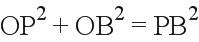 OP² + OB² = PB²